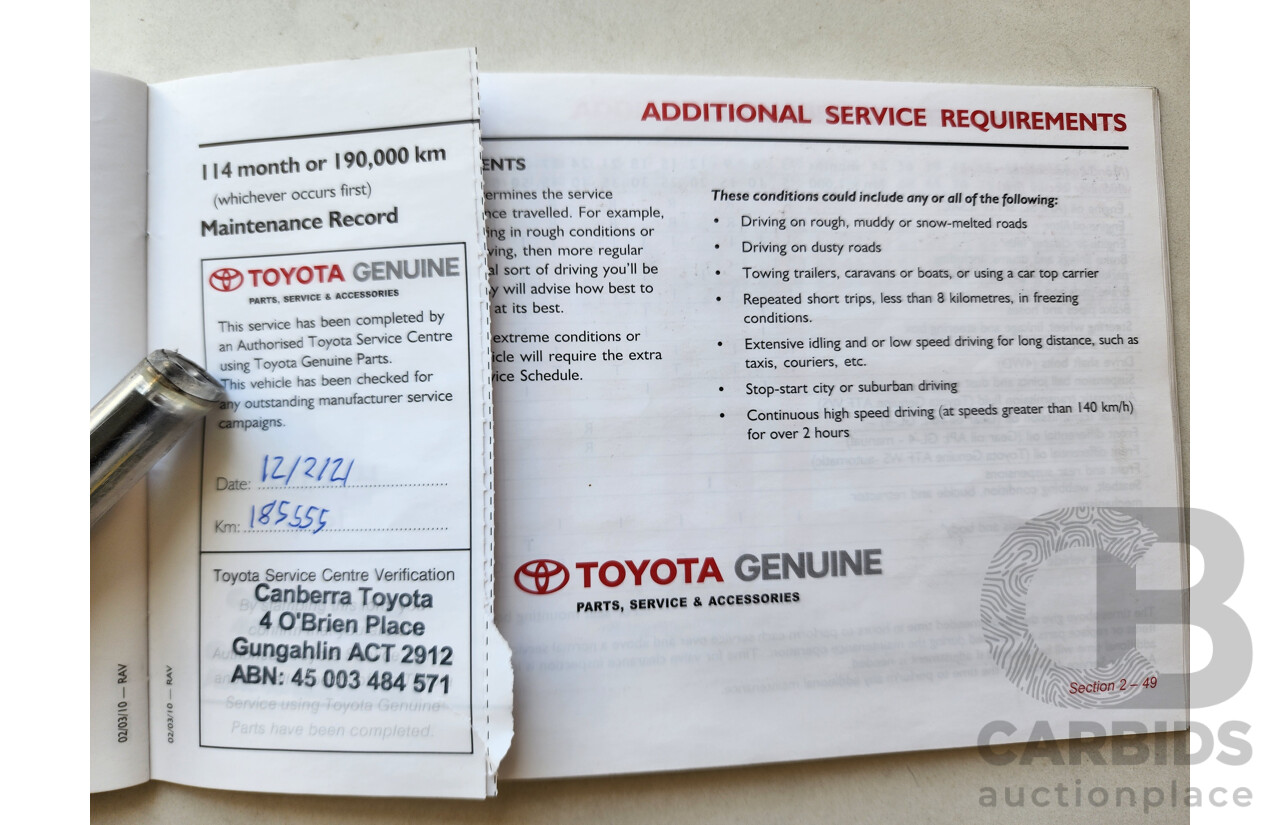 114 month or 190,000 km
(whichever occurs first)
Maintenance Record
TOYOTA GENUINE
PARTS, SERVICE & ACCESSORIES
This service has been completed by
an Authorised Toyota Service Centre
using Toyota Genuine Parts.
This vehicle has been checked for
any outstanding manufacturer service
campaigns.
Date: 12/2/21
Km: 185555
Toyota Service Centre Verification
Canberra Toyota
4 O'Brien Place
Gungahlin ACT 2912
ABN: 45 003 484 571
Service using Toyota Genuine
Parts have been completed.
02/03/10 — RAV
02/03/10 — RAV
ADDITIONAL SERVICE REQUIREMENTS
ENTS
ermines the service
nce travelled. For example,
ing in rough conditions or
ving, then more regular
al sort of driving you'll be
y will advise how best to
at its best.
extreme conditions or
icle will require the extra
vice Schedule.
These conditions could include any or all of the following:
• Driving on rough, muddy or snow-melted roads
• Driving on dusty roads
• Towing trailers, caravans or boats, or using a car top carrier
• Repeated short trips, less than 8 kilometres, in freezing
conditions.
• Extensive idling and or low speed driving for long distance, such as
taxis, couriers, etc.
• Stop-start city or suburban driving
• Continuous high speed driving (at speeds greater than 140 km/h)
for over 2 hours
TOYOTA GENUINE
PARTS, SERVICE & ACCESSORIES
Section 2 – 49
CB
CARBIDS
auctionplace